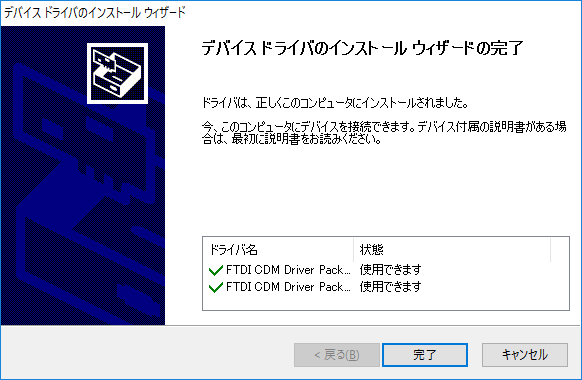 デバイス ドライバのインストール ウィザード
デバイス ドライバのインストール ウィザードの完了
ドライバは、正しくこのコンピュータにインストールされました。
今、このコンピュータにデバイスを接続できます。デバイス付属の説明書がある場合
は、最初に説明書をお読みください。
ドライバ名 状態
FTDI CDM Driver Pack... 使用できます
FTDI CDM Driver Pack... 使用できます
< 戻る(B) 完了 キャンセル